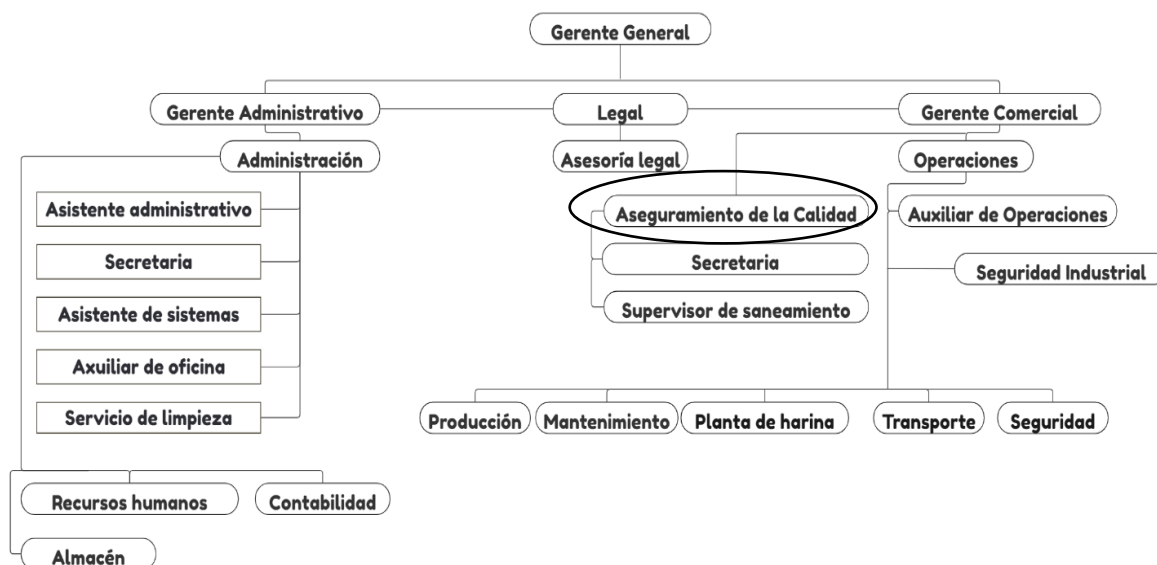 Gerente General
Gerente Administrativo
Legal
Gerente Comercial
Administración
Asesoría legal
Operaciones
Asistente administrativo
Aseguramiento de la Calidad
Auxiliar de Operaciones
Secretaria
Secretaria
Seguridad Industrial
Asistente de sistemas
Supervisor de saneamiento
Axuiliar de oficina
Servicio de limpieza
Producción
Mantenimiento
Planta de harina
Transporte
Seguridad
Recursos humanos
Contabilidad
Almacén